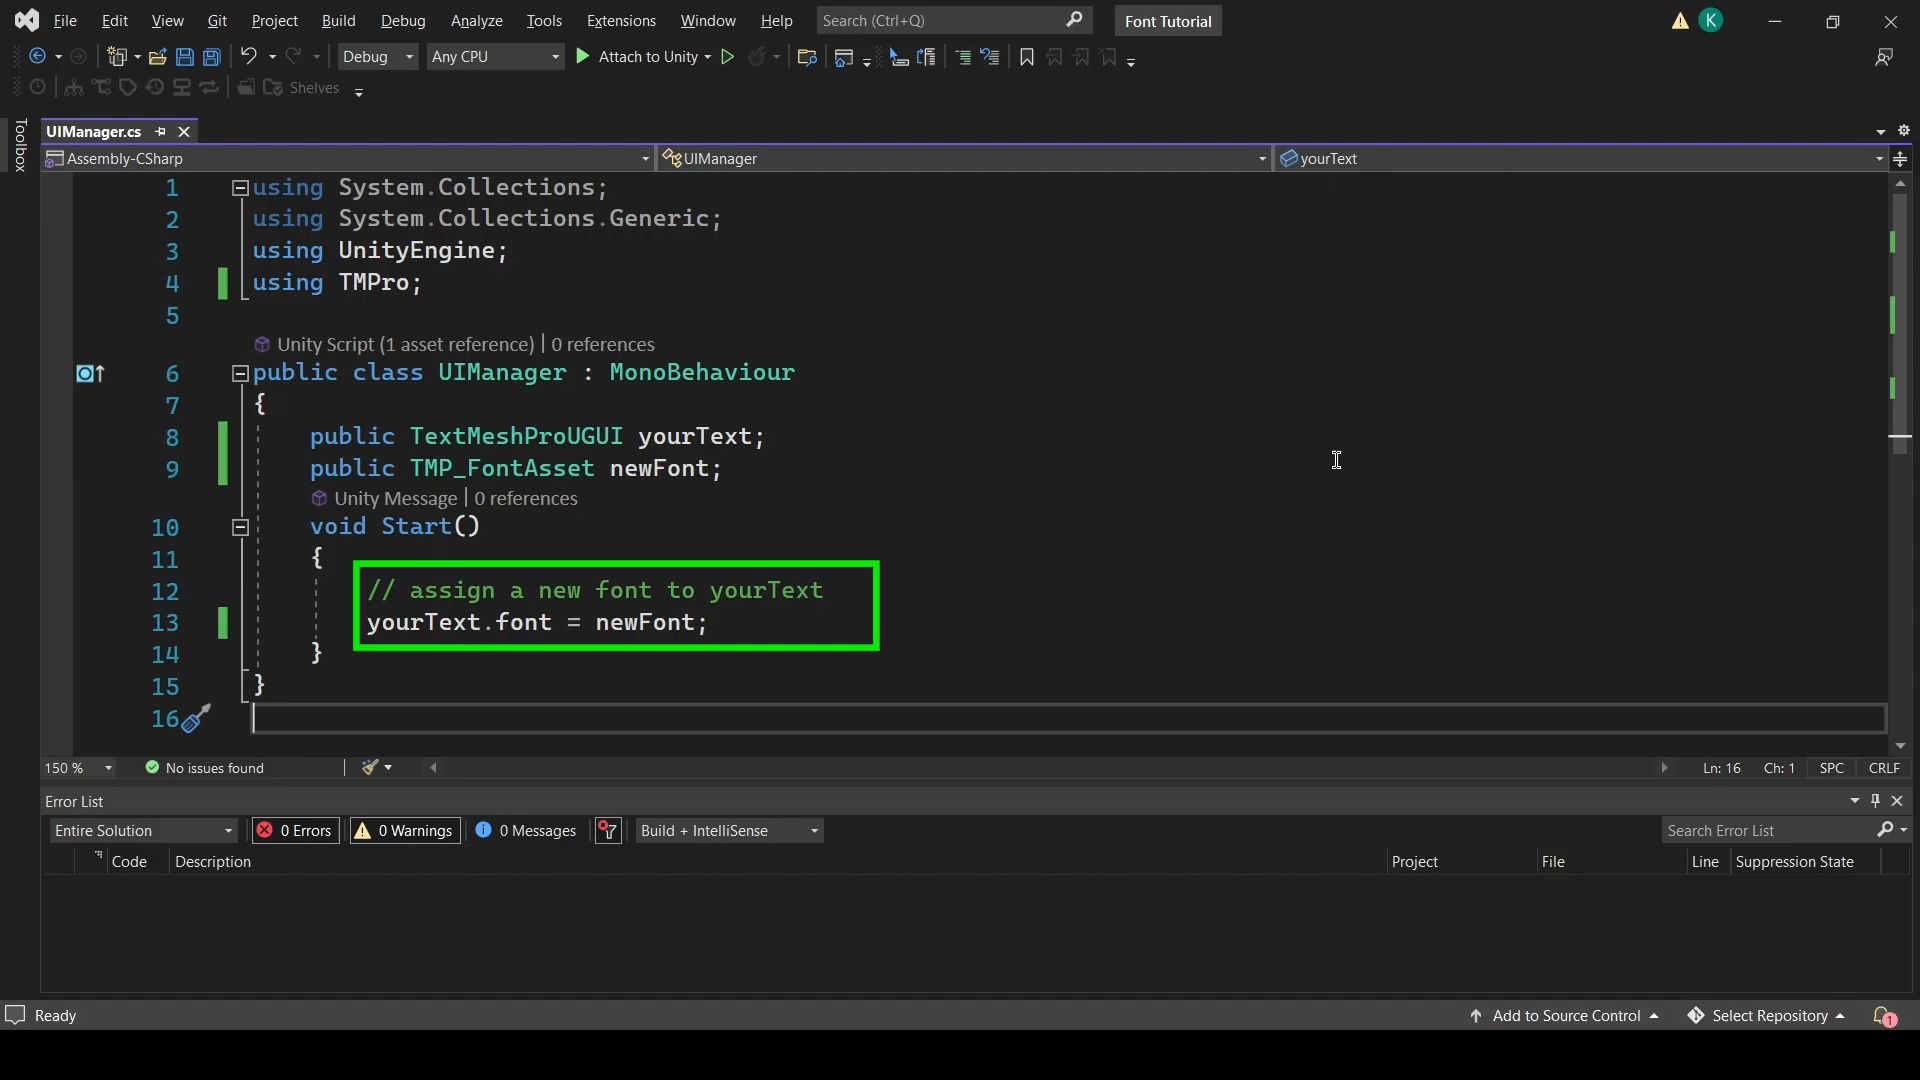 File Edit View Git Project Build Debug Analyze Tools Extensions Window Help Search (Ctrl+Q) Font Tutorial K
Debug Any CPU Attach to Unity
Shelves
Toolbox
UIManager.cs
Assembly-CSharp UIManager yourText
1 using System.Collections;
2 using System.Collections.Generic;
3 using UnityEngine;
4 using TMPro;
5
Unity Script (1 asset reference) | 0 references
6 public class UIManager : MonoBehaviour
7 {
8 public TextMeshProUGUI yourText;
9 public TMP_FontAsset newFont;
Unity Message | 0 references
10 void Start()
11 {
12 // assign a new font to yourText
13 yourText.font = newFont;
14 }
15 }
16
150 % No issues found Ln: 16 Ch: 1 SPC CRLF
Error List
Entire Solution 0 Errors 0 Warnings 0 Messages Build + IntelliSense Search Error List
Code Description Project File Line Suppression State
Ready Add to Source Control Select Repository 1